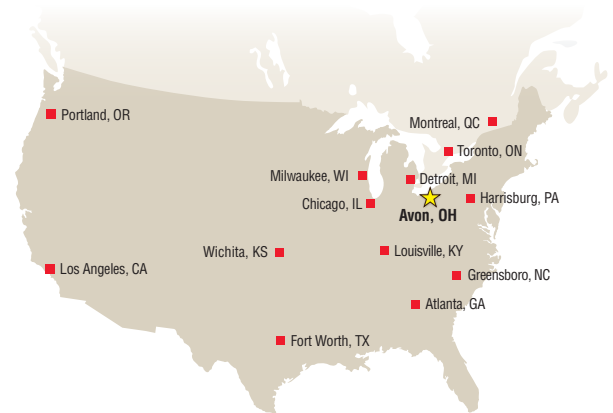 Portland, OR
Montreal, QC
Toronto, ON
Milwaukee, WI
Detroit, MI
Chicago, IL
Harrisburg, PA
Avon, OH
Wichita, KS
Louisville, KY
Los Angeles, CA
Greensboro, NC
Atlanta, GA
Fort Worth, TX